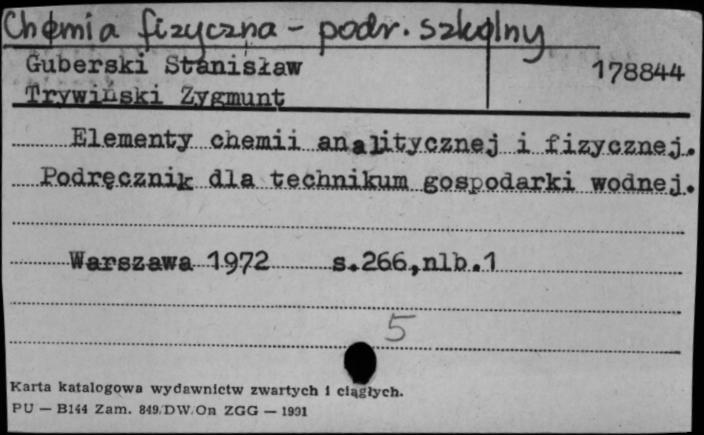 Chemia fizyczna - podr. szkolny
Guberski Stanisław 178844
Trywiński Zygmunt
Elementy chemii analitycznej i fizycznej.
Podręcznik dla technikum gospodarki wodnej.
Warszawa 1972 s.266,nlb.1
5
Karta katalogowa wydawnictw zwartych i ciągłych.
PU — B144 Zam. 849/DW/On ZGG — 1991